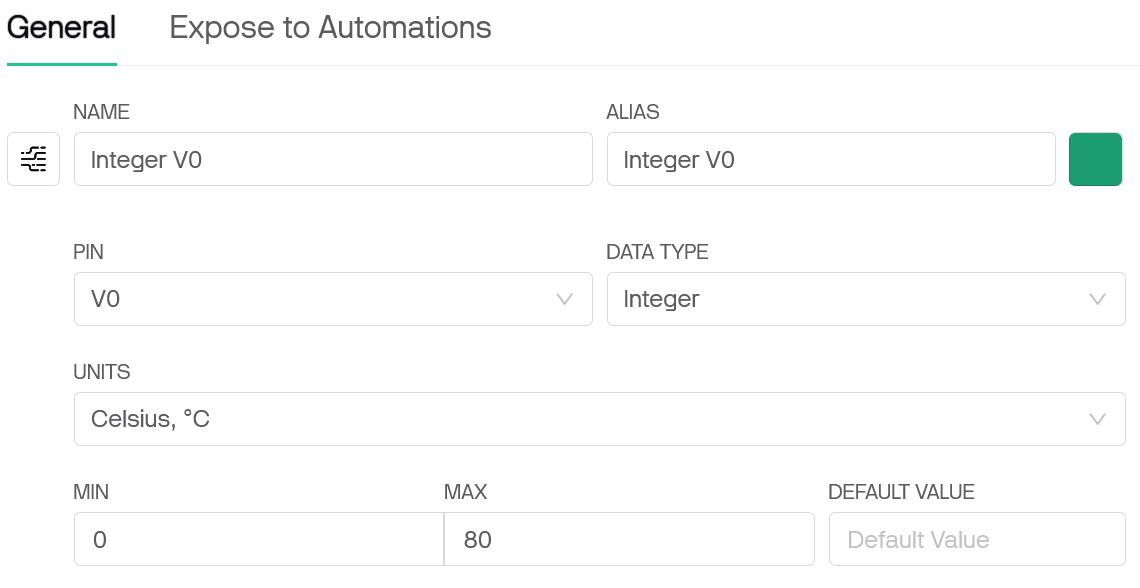 General Expose to Automations
NAME ALIAS
Integer V0 Integer V0
PIN DATA TYPE
V0 Integer
UNITS
Celsius, °C
MIN MAX DEFAULT VALUE
0 80 Default Value